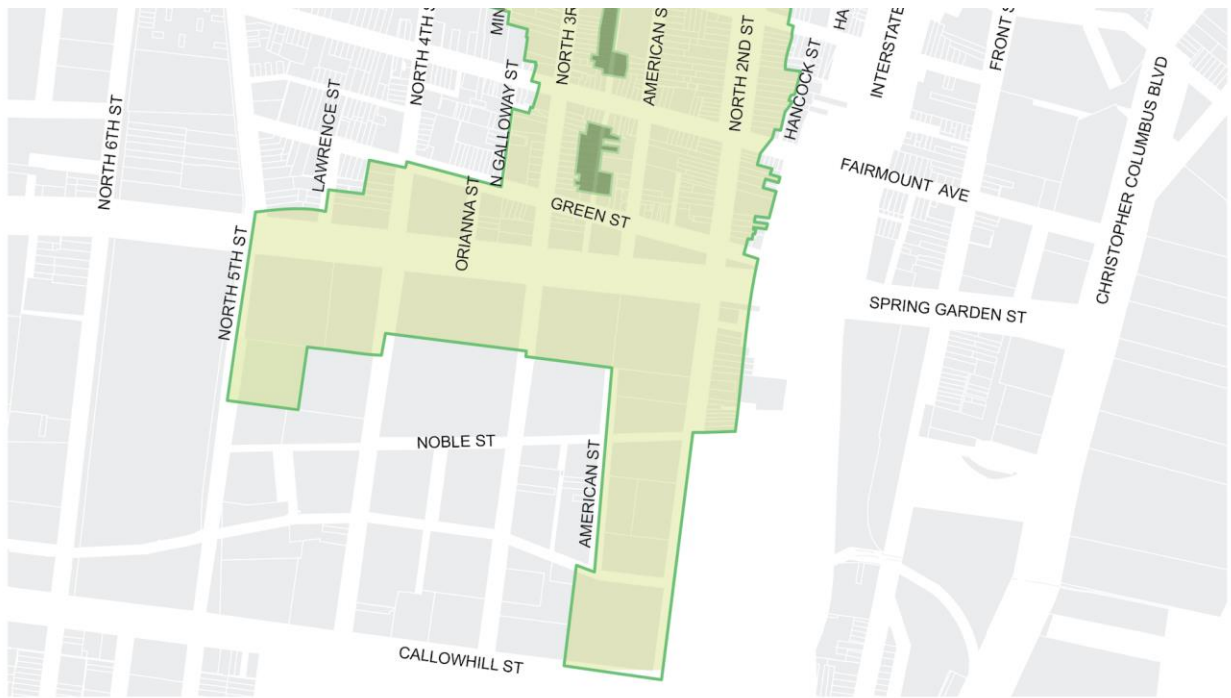 NORTH 6TH ST
LAWRENCE ST
NORTH 4TH S
MIN
N GALLOWAY ST
NORTH 3R
AMERICAN S
NORTH 2ND ST
HANCOCK ST
HA
INTERSTATE
FRONT S
CHRISTOPHER COLUMBUS BLVD
FAIRMOUNT AVE
ORIANNA ST
GREEN ST
NORTH 5TH ST
SPRING GARDEN ST
NOBLE ST
AMERICAN ST
CALLOWHILL ST